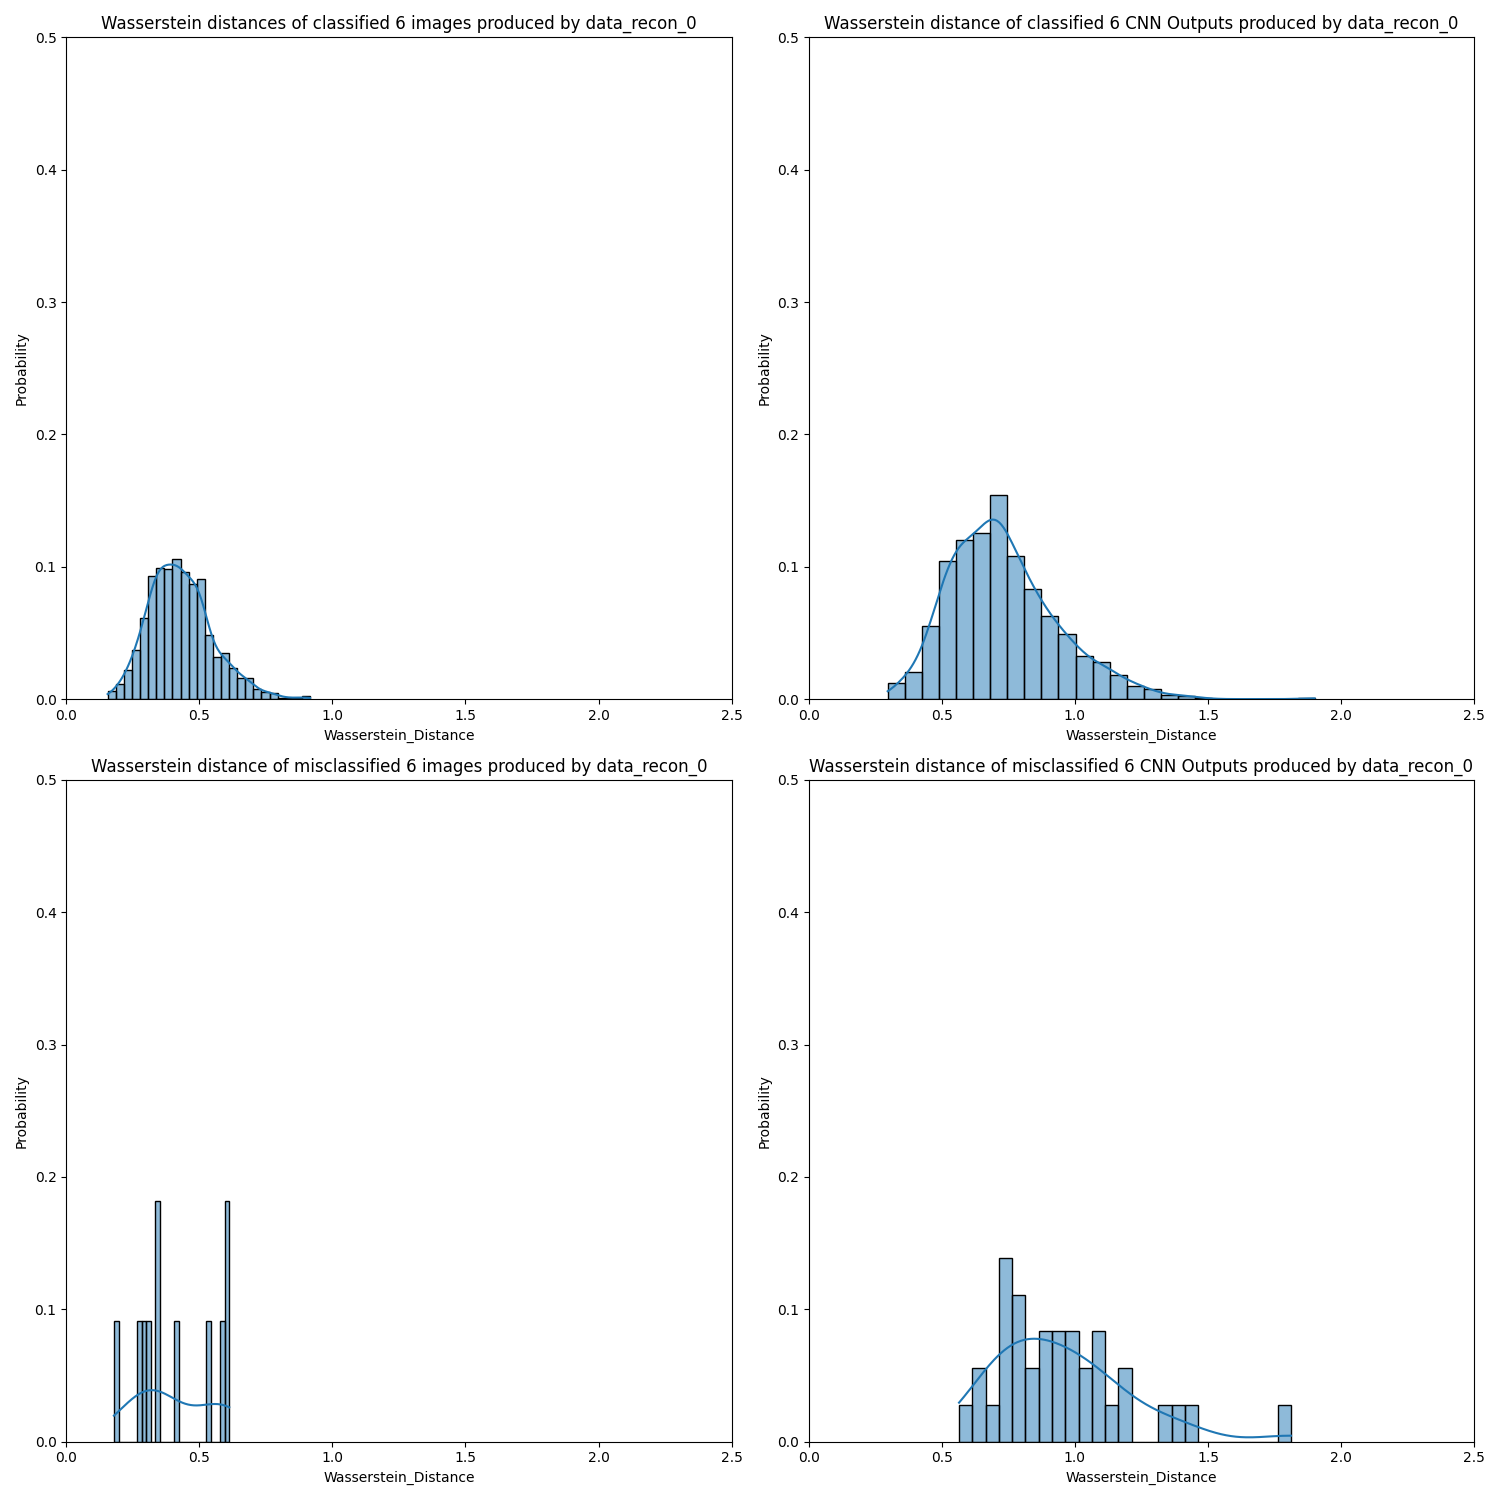 Wasserstein distances of classified 6 images produced by data_recon_0
0.5
0.4
0.3
0.2
0.1
0.0
Probability
0.0 0.5 1.0 1.5 2.0 2.5
Wasserstein_Distance
Wasserstein distance of classified 6 CNN Outputs produced by data_recon_0
0.5
0.4
0.3
0.2
0.1
0.0
Probability
0.0 0.5 1.0 1.5 2.0 2.5
Wasserstein_Distance
Wasserstein distance of misclassified 6 images produced by data_recon_0
0.5
0.4
0.3
0.2
0.1
0.0
Probability
0.0 0.5 1.0 1.5 2.0 2.5
Wasserstein_Distance
Wasserstein distance of misclassified 6 CNN Outputs produced by data_recon_0
0.5
0.4
0.3
0.2
0.1
0.0
Probability
0.0 0.5 1.0 1.5 2.0 2.5
Wasserstein_Distance